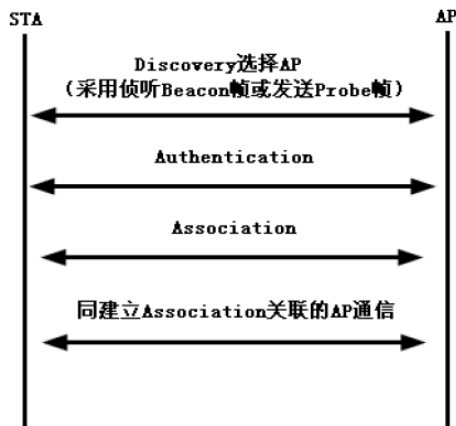 STA AP
Discovery选择AP
（采用侦听Beacon帧或发送Probe帧）
Authentication
Association
同建立Association关联的AP通信